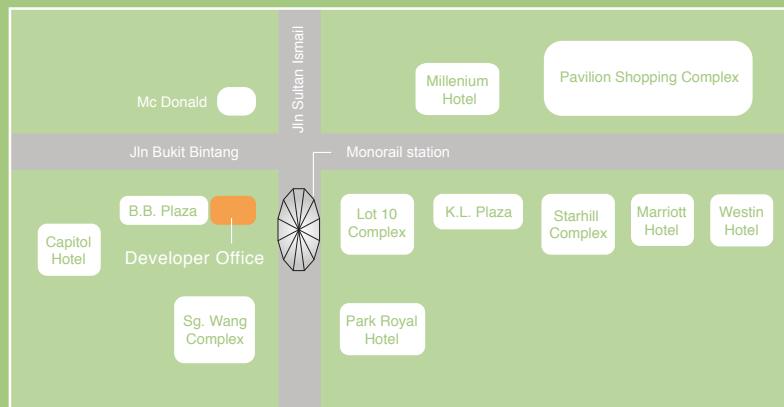 Jln Sultan Ismail
Millenium
Hotel
Pavilion Shopping Complex
Mc Donald
Jln Bukit Bintang
Monorail station
B.B. Plaza
Developer Office
Capitol
Hotel
Lot 10
Complex
K.L. Plaza
Starhill
Complex
Marriott
Hotel
Westin
Hotel
Sg. Wang
Complex
Park Royal
Hotel